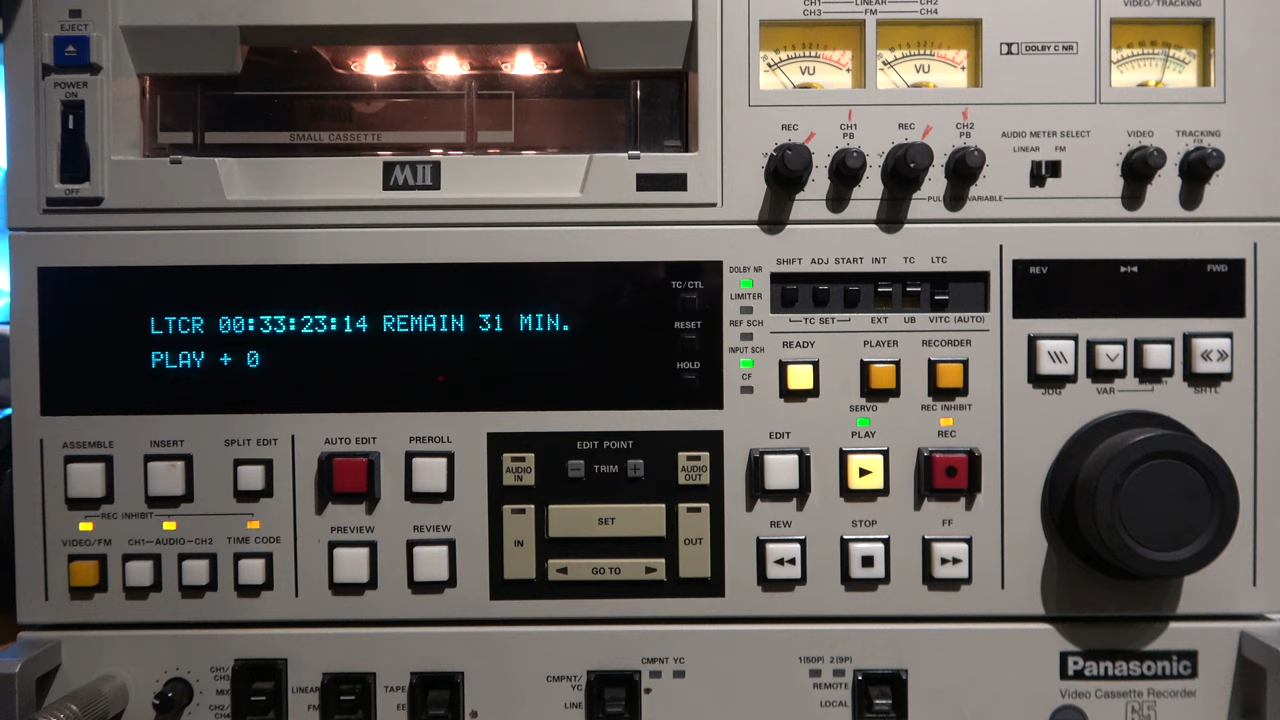 EJECT
POWER
ON
OFF
SMALL CASSETTE
MII
CH1 LINEAR CH2
CH3 FM CH4
VU
VU
DOLBY C NR
VIDEO/TRACKING
REC
CH1
PB
REC
CH2
PB
AUDIO METER SELECT
LINEAR FM
VIDEO
TRACKING
FIX
LTCR 00:33:23:14 REMAIN 31 MIN.
PLAY + 0
TC/CTL
RESET
HOLD
DOLBY NR
LIMITER
REF SCH
INPUT SCH
CF
SHIFT ADJ START INT TC LTC
TC SET EXT UB VITC (AUTO)
READY PLAYER RECORDER
SERVO REC INHIBIT
EDIT PLAY REC
REW STOP FF
REV FWD
JOG VAR SHTL
ASSEMBLE INSERT SPLIT EDIT
REC INHIBIT
VIDEO/FM CH1-AUDIO-CH2 TIME CODE
AUTO EDIT PREROLL
PREVIEW REVIEW
EDIT POINT
AUDIO IN
- TRIM +
AUDIO OUT
IN
SET
OUT
GO TO
CH1/
CH3
MIX
CH2/
CH4
LINEAR
FM
TAPE
EE
CMPNT/
YC
LINE
CMPNT YC
1(50P) 2(9P)
REMOTE
LOCAL
Panasonic
Video Cassette Recorder